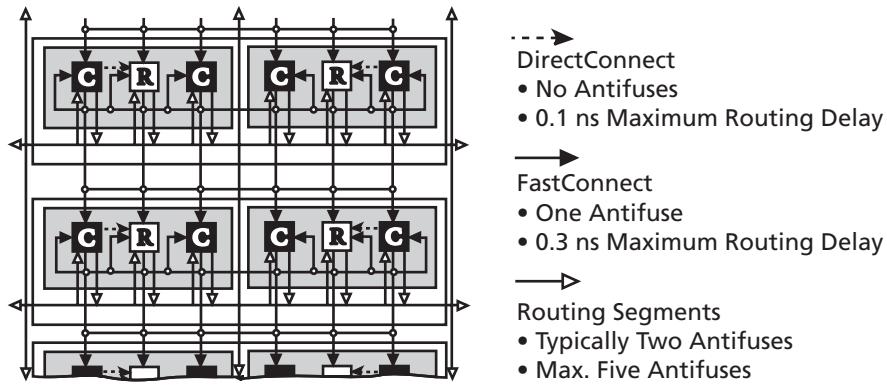 C R C C R C
C R C C R C
DirectConnect
• No Antifuses
• 0.1 ns Maximum Routing Delay
FastConnect
• One Antifuse
• 0.3 ns Maximum Routing Delay
Routing Segments
• Typically Two Antifuses
• Max. Five Antifuses